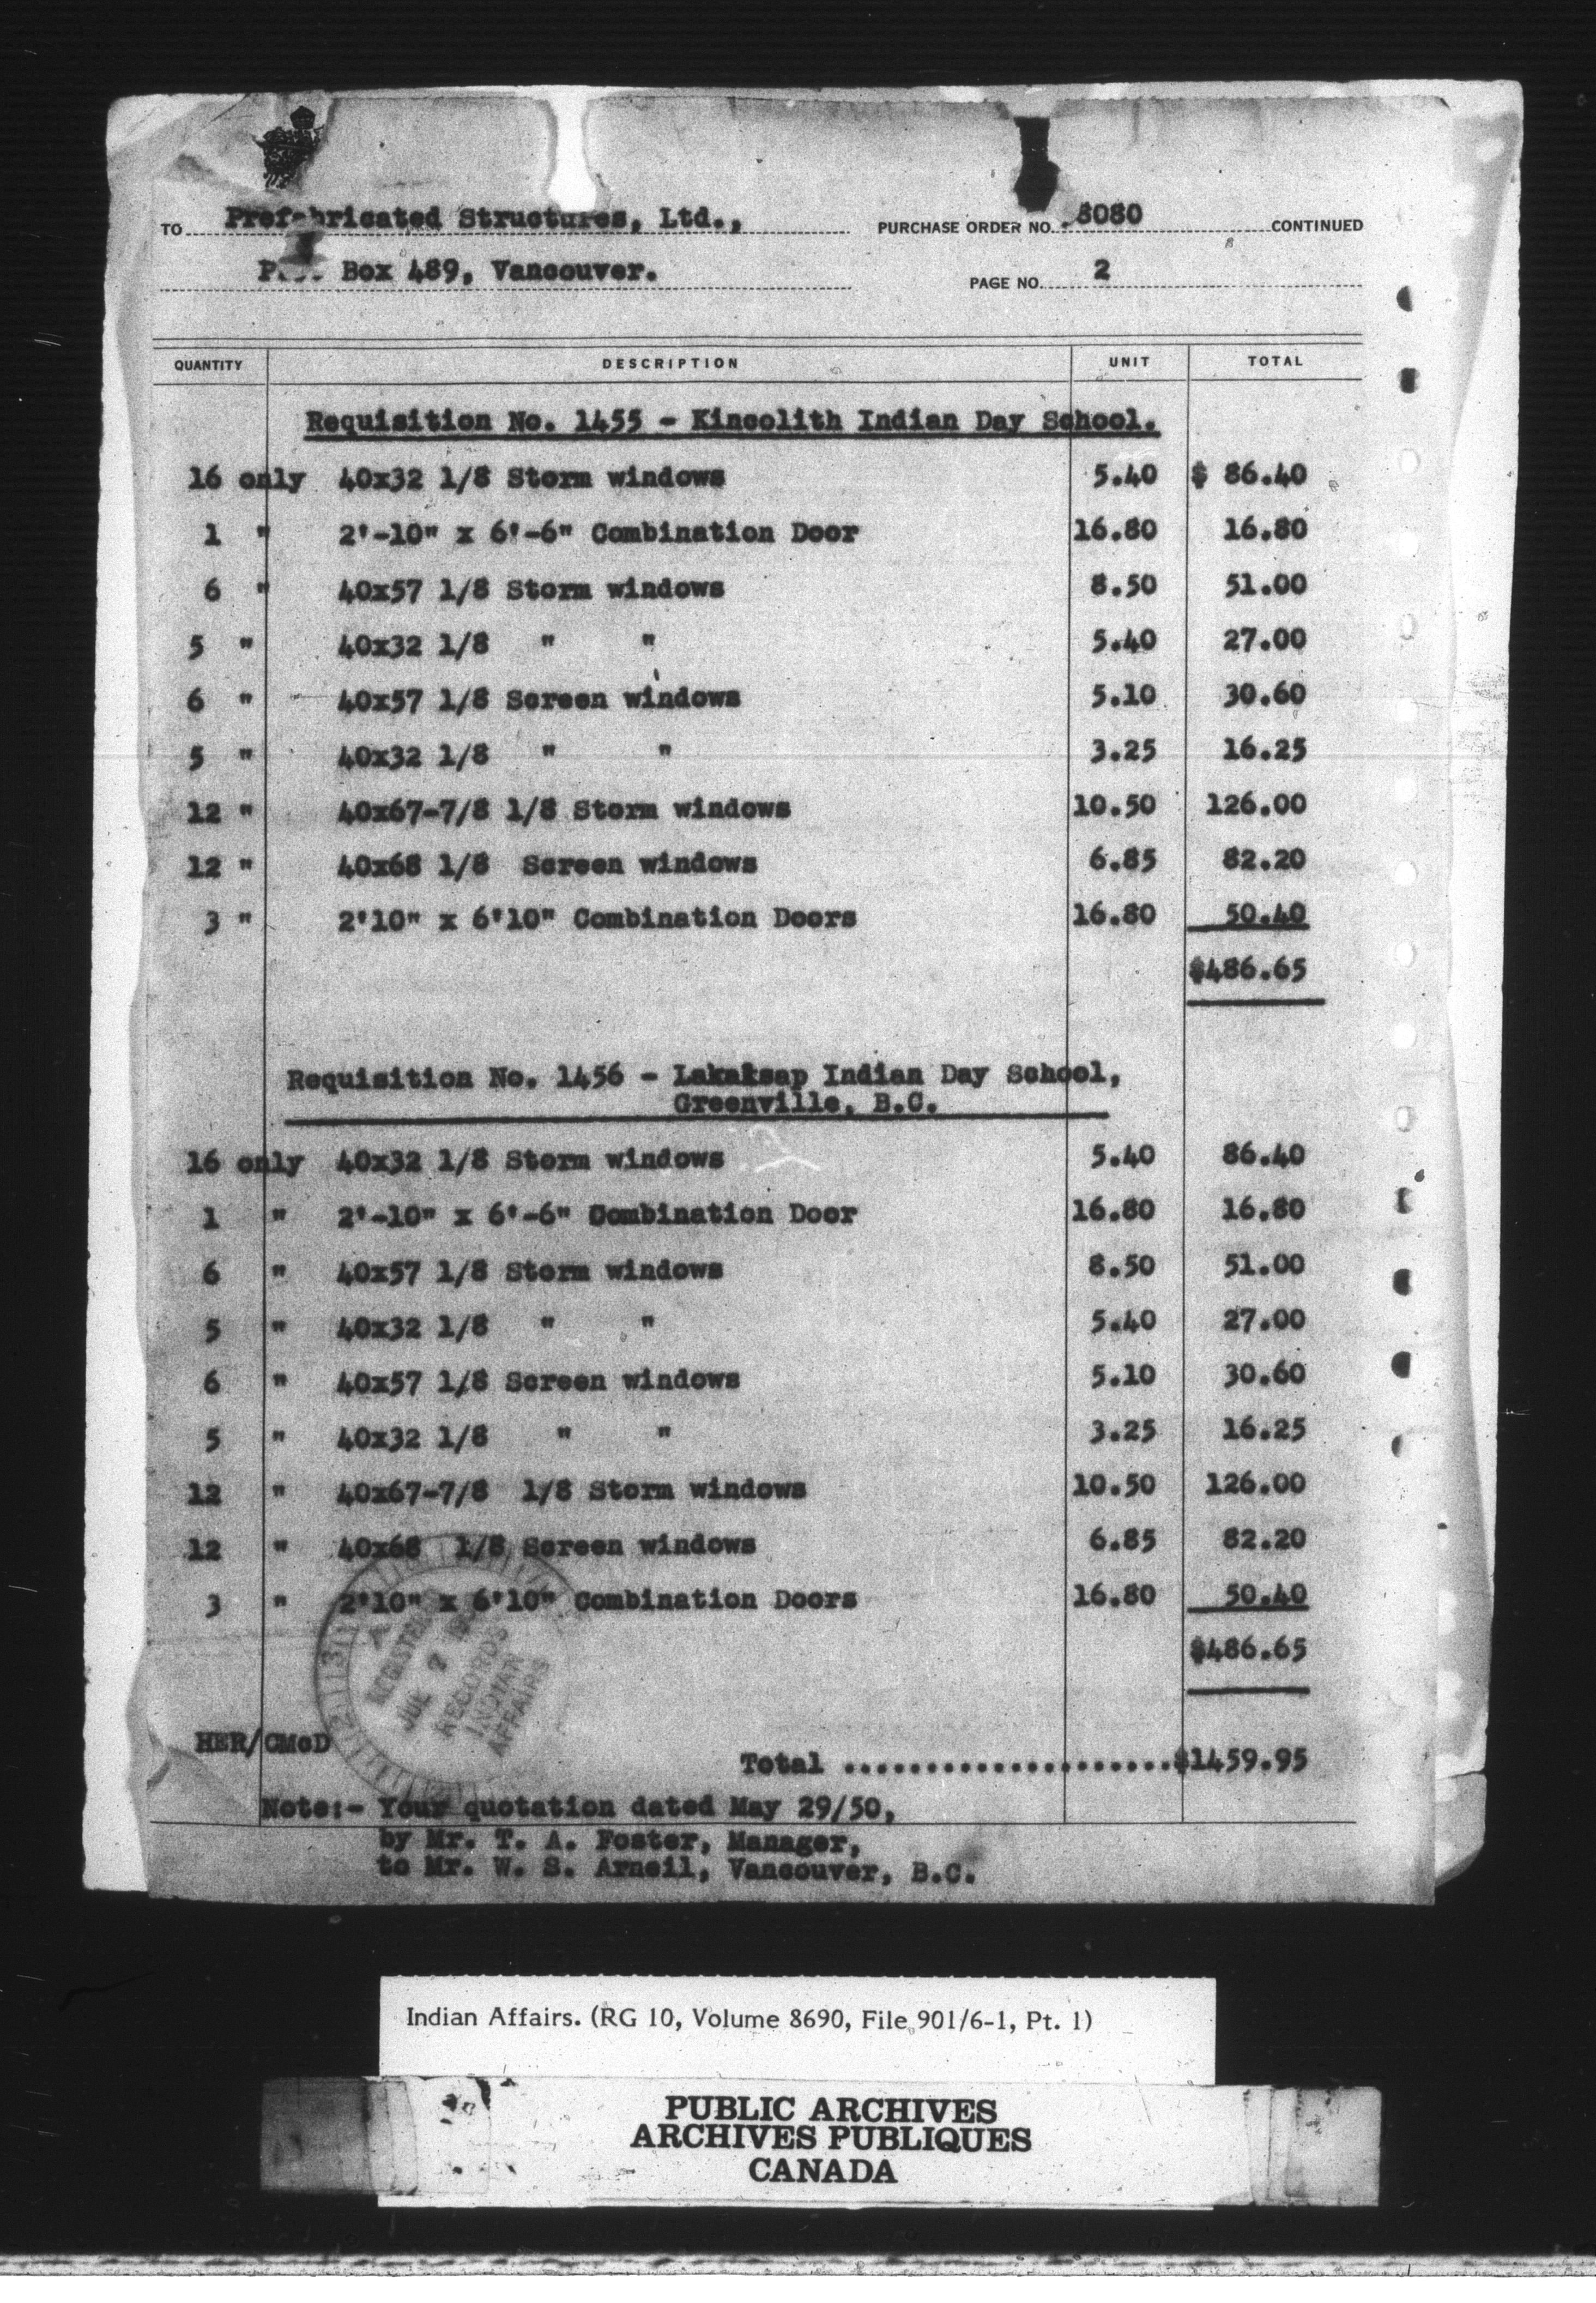 TO Prefabricated Structures, Ltd., PURCHASE ORDER NO. 8080 CONTINUED
Box 489, Vancouver. PAGE NO. 2
QUANTITY DESCRIPTION UNIT TOTAL
Requisition No. 1455 - Kincolith Indian Day School.
16 only 40x32 1/8 Storm windows 5.40 $ 86.40
1 " 2'-10" x 6'-6" Combination Door 16.80 16.80
6 " 40x57 1/8 Storm windows 8.50 51.00
5 " 40x32 1/8 " " 5.40 27.00
6 " 40x57 1/8 Screen windows 5.10 30.60
5 " 40x32 1/8 " " 3.25 16.25
12 " 40x67-7/8 1/8 Storm windows 10.50 126.00
12 " 40x68 1/8 Screen windows 6.85 82.20
3 " 2'10" x 6'10" Combination Doors 16.80 50.40
$486.65
Requisition No. 1456 - Lakaksap Indian Day School,
Greenville, B.C.
16 only 40x32 1/8 Storm windows 5.40 86.40
1 " 2'-10" x 6'-6" Combination Door 16.80 16.80
6 " 40x57 1/8 Storm windows 8.50 51.00
5 " 40x32 1/8 " " 5.40 27.00
6 " 40x57 1/8 Screen windows 5.10 30.60
5 " 40x32 1/8 " " 3.25 16.25
12 " 40x67-7/8 1/8 Storm windows 10.50 126.00
12 " 40x68 1/8 Screen windows 6.85 82.20
3 " 2'10" x 6'10" Combination Doors 16.80 50.40
$486.65
REGISTERED
JUL
RECORDS
INDIAN
AFFAIRS
HER/CMcD
Total .....................$1459.95
Note:- Your quotation dated May 29/50,
by Mr. T. A. Foster, Manager,
to Mr. W. S. Arneil, Vancouver, B.C.
Indian Affairs. (RG 10, Volume 8690, File 901/6-1, Pt. 1)
PUBLIC ARCHIVES
ARCHIVES PUBLIQUES
CANADA